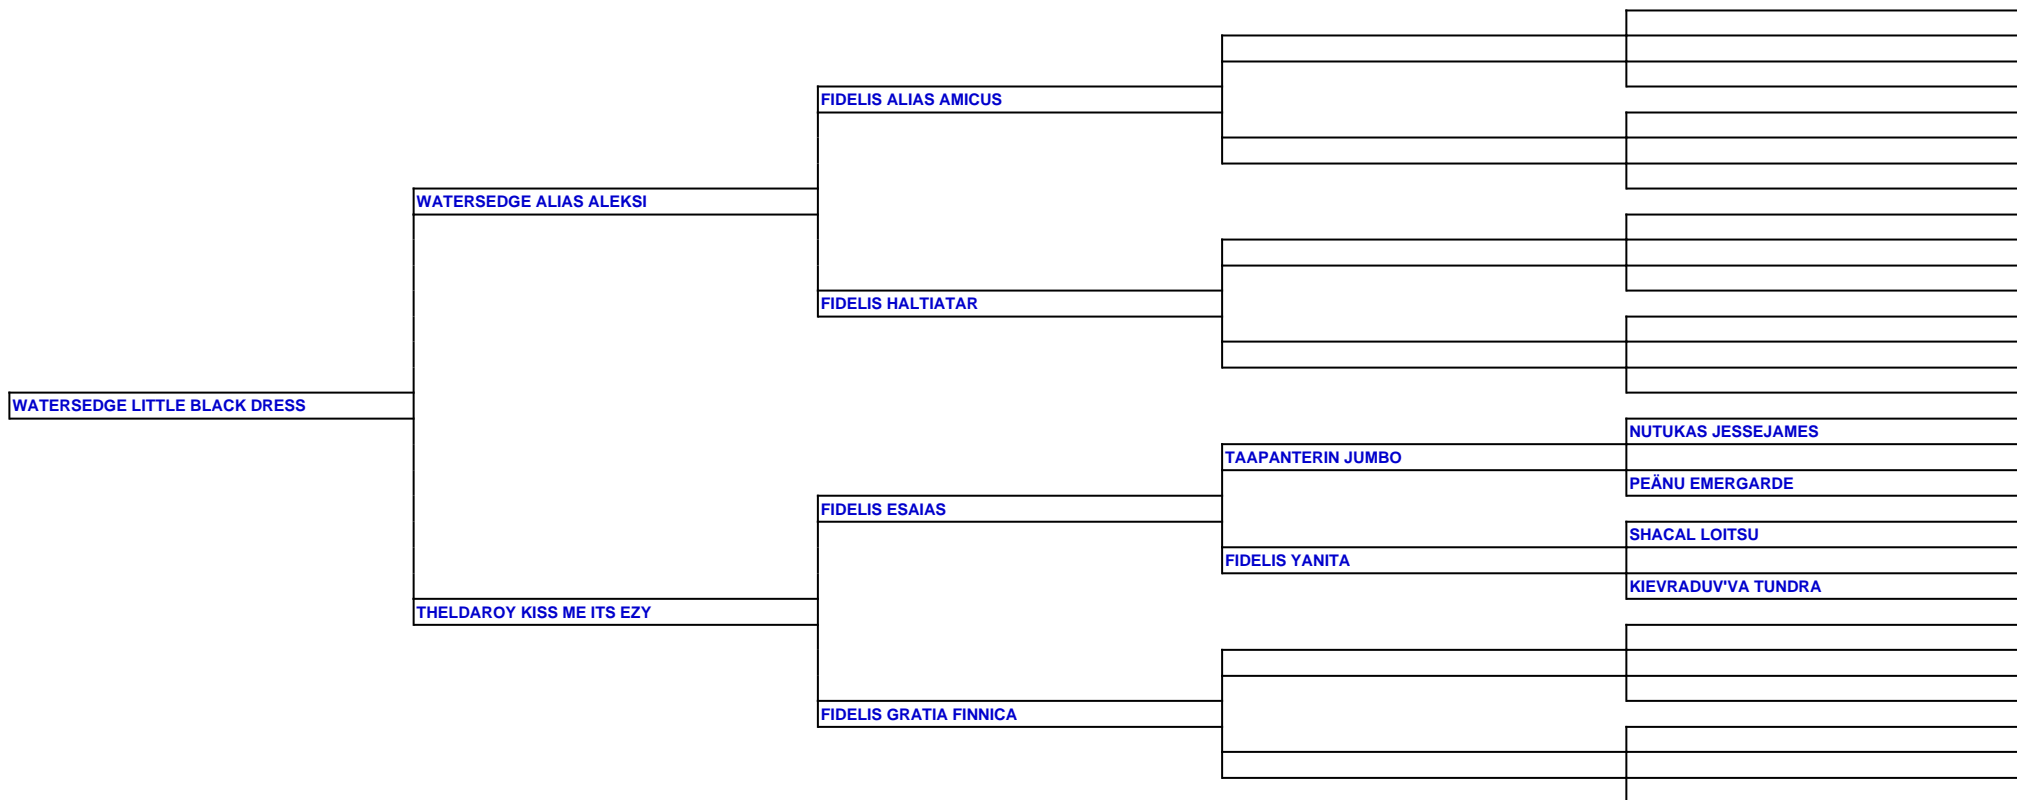 FIDELIS ALIAS AMICUS
WATERSEDGE ALIAS ALEKSI
FIDELIS HALTIATAR
WATERSEDGE LITTLE BLACK DRESS
NUTUKAS JESSEJAMES
TAAPANTERIN JUMBO
PEÄNU EMERGARDE
FIDELIS ESAIAS
SHACAL LOITSU
FIDELIS YANITA
KIEVRADUV'VA TUNDRA
THELDAROY KISS ME ITS EZY
FIDELIS GRATIA FINNICA